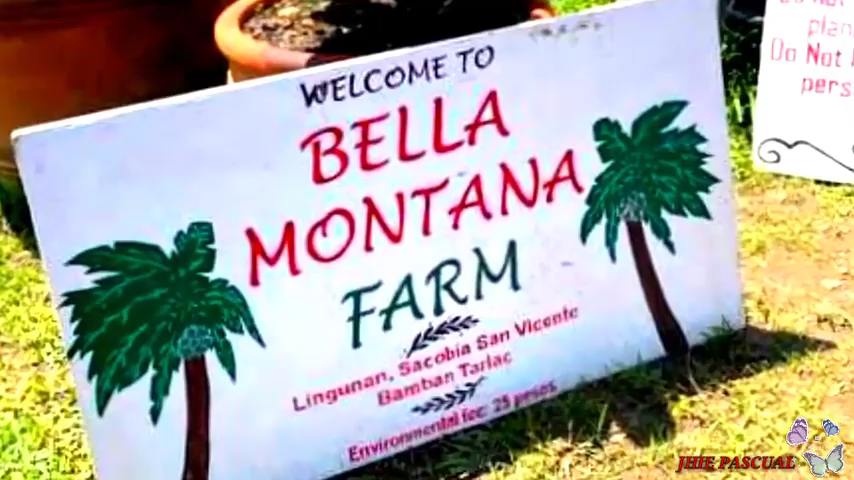 WELCOME TO
BELLA
MONTANA
FARM
Lingunan, Sacobia San Vicente
Bamban Tarlac
Environmental fee: 25 pesos
Do Not
pers
JHIE PASCUAL